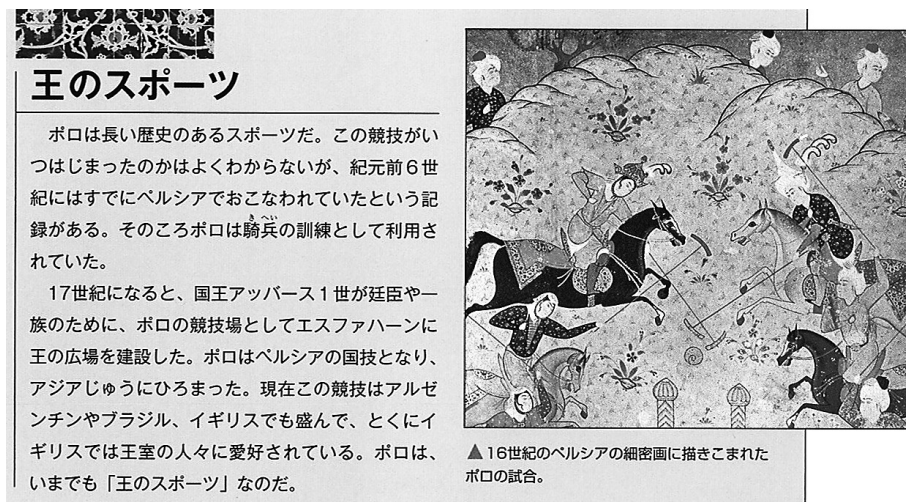 王のスポーツ
ポロは長い歴史のあるスポーツだ。この競技がい
つはじまったのかはよくわからないが、紀元前6世
紀にはすでにペルシアでおこなわれていたという記
録がある。そのころポロは騎兵の訓練として利用さ
れていた。
17世紀になると、国王アッバース1世が廷臣や一
族のために、ポロの競技場としてエスファハーンに
王の広場を建設した。ポロはペルシアの国技となり、
アジアじゅうにひろまった。現在この競技はアルゼ
ンチンやブラジル、イギリスでも盛んで、とくにイ
ギリスでは王室の人々に愛好されている。ポロは、
いまでも「王のスポーツ」なのだ。
▲16世紀のペルシアの細密画に描きこまれた
ポロの試合。